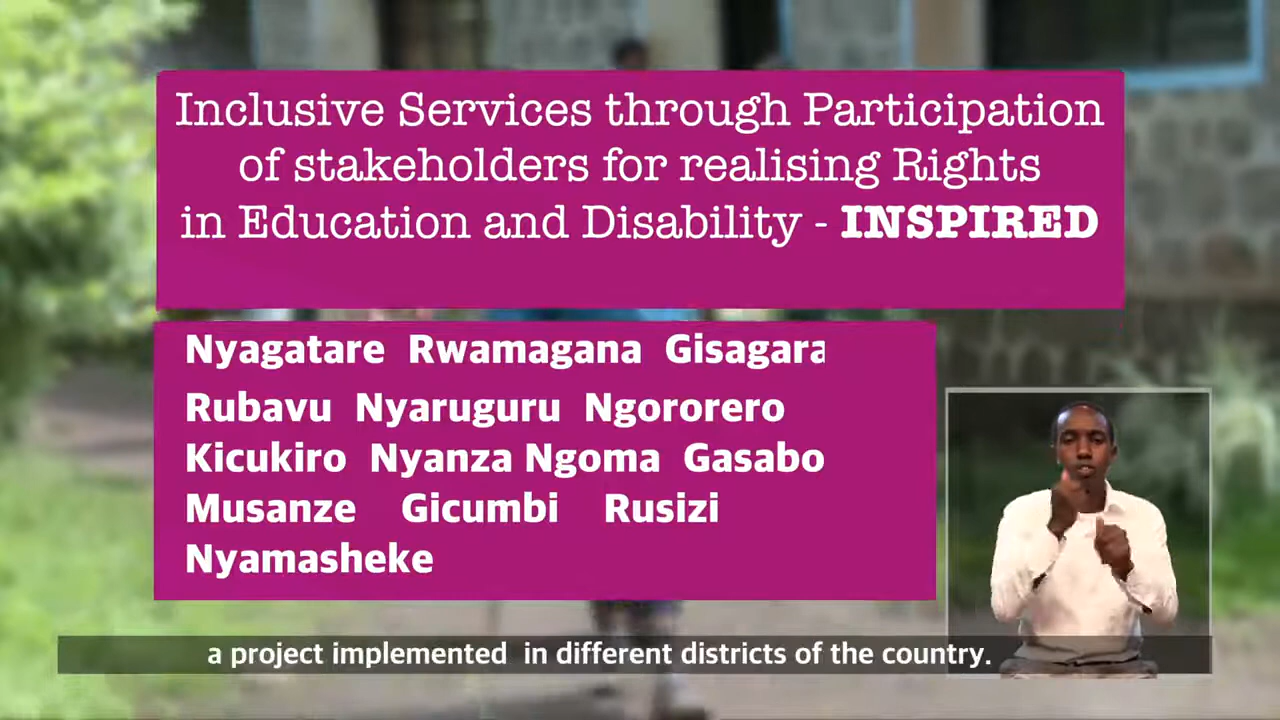 Inclusive Services through Participation
of stakeholders for realising Rights
in Education and Disability - INSPIRED
Nyagatare Rwamagana Gisagara
Rubavu Nyaruguru Ngororero
Kicukiro Nyanza Ngoma Gasabo
Musanze Gicumbi Rusizi
Nyamasheke
a project implemented in different districts of the country.